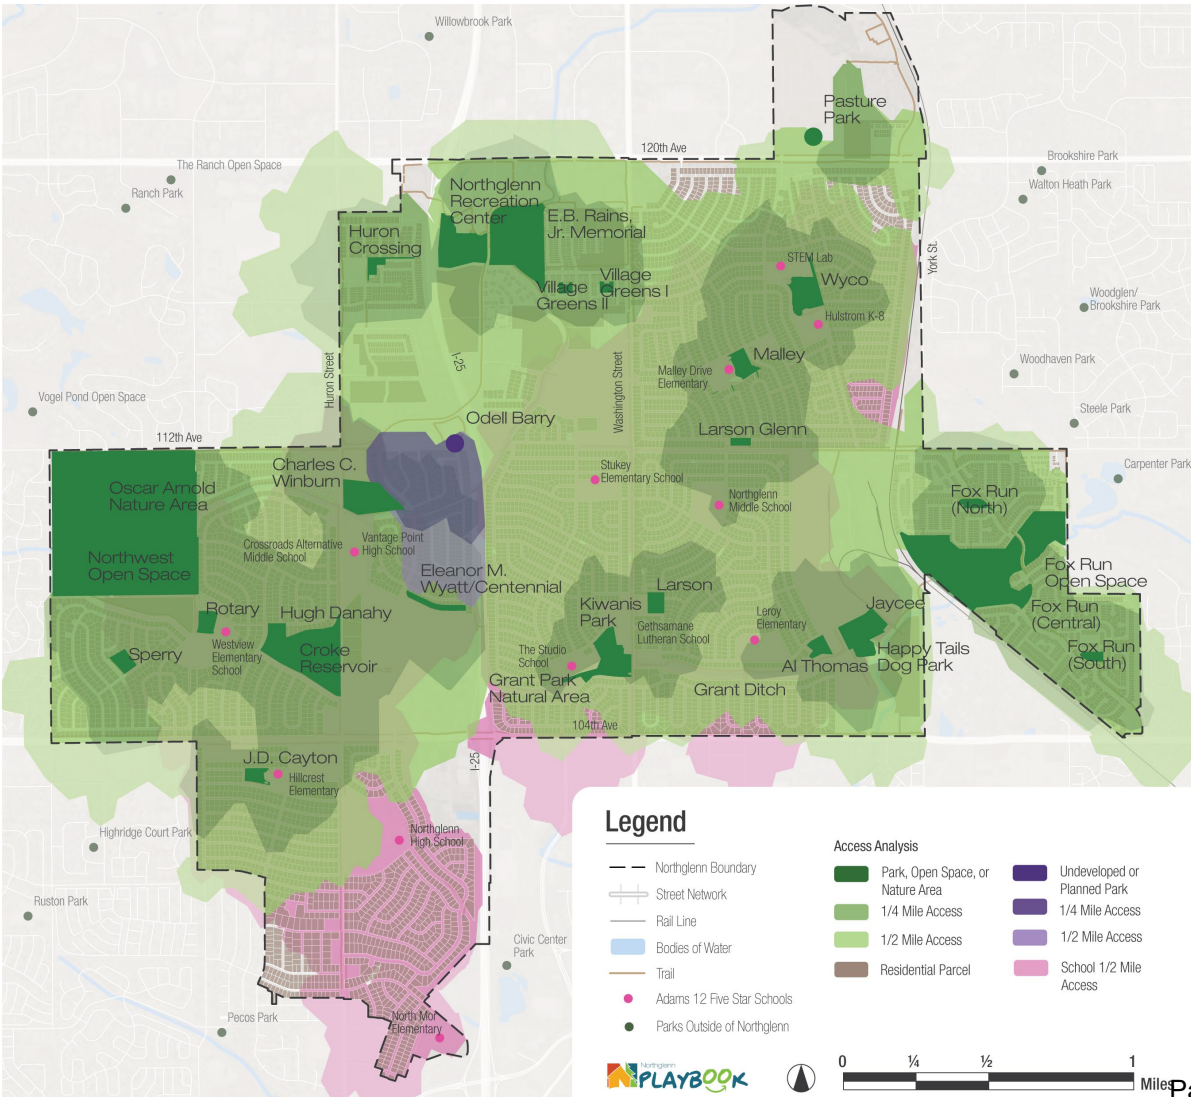 Willowbrook Park
Pasture
Park
120th Ave
The Ranch Open Space
Ranch Park
Brookshire Park
Walton Heath Park
Northglenn
Recreation
Center
E.B. Rains,
Jr. Memorial
Huron
Crossing
York St.
STEM Lab
Wyco
Village
Greens I
Village
Greens II
Woodglen/
Brookshire Park
Hulstrom K-8
Huron Street
I-25
Washington Street
Malley
Malley Drive
Elementary
Woodhaven Park
Vogel Pond Open Space
Steele Park
Odell Barry
Larson Glenn
112th Ave
Charles C.
Winburn
Stukey
Elementary School
Carpenter Park
Oscar Arnold
Nature Area
Northglenn
Middle School
Fox Run
(North)
Vantage Point
High School
Crossroads Alternative
Middle School
Northwest
Open Space
Eleanor M.
Wyatt/Centennial
Fox Run
Open Space
Larson
Kiwanis
Park
Jaycee
Fox Run
(Central)
Rotary
Hugh Danahy
Leroy
Elementary
Gethsamane
Lutheran School
Westview
Elementary
School
Croke
Reservoir
Sperry
The Studio
School
Happy Tails
Dog Park
Fox Run
(South)
Al Thomas
Grant Park
Natural Area
Grant Ditch
104th Ave
J.D. Cayton
I-25
Hillcrest
Elementary
Highridge Court Park
Northglenn
High School
Ruston Park
Civic Center
Park
Pecos Park
North Mor
Elementary
Legend
Northglenn Boundary
Street Network
Rail Line
Bodies of Water
Trail
Adams 12 Five Star Schools
Parks Outside of Northglenn
Access Analysis
Park, Open Space, or
Nature Area
1/4 Mile Access
1/2 Mile Access
Residential Parcel
Undeveloped or
Planned Park
1/4 Mile Access
1/2 Mile Access
School 1/2 Mile
Access
Northglenn
PLAYBOOK
0 ¼ ½ 1
Miles
Pa